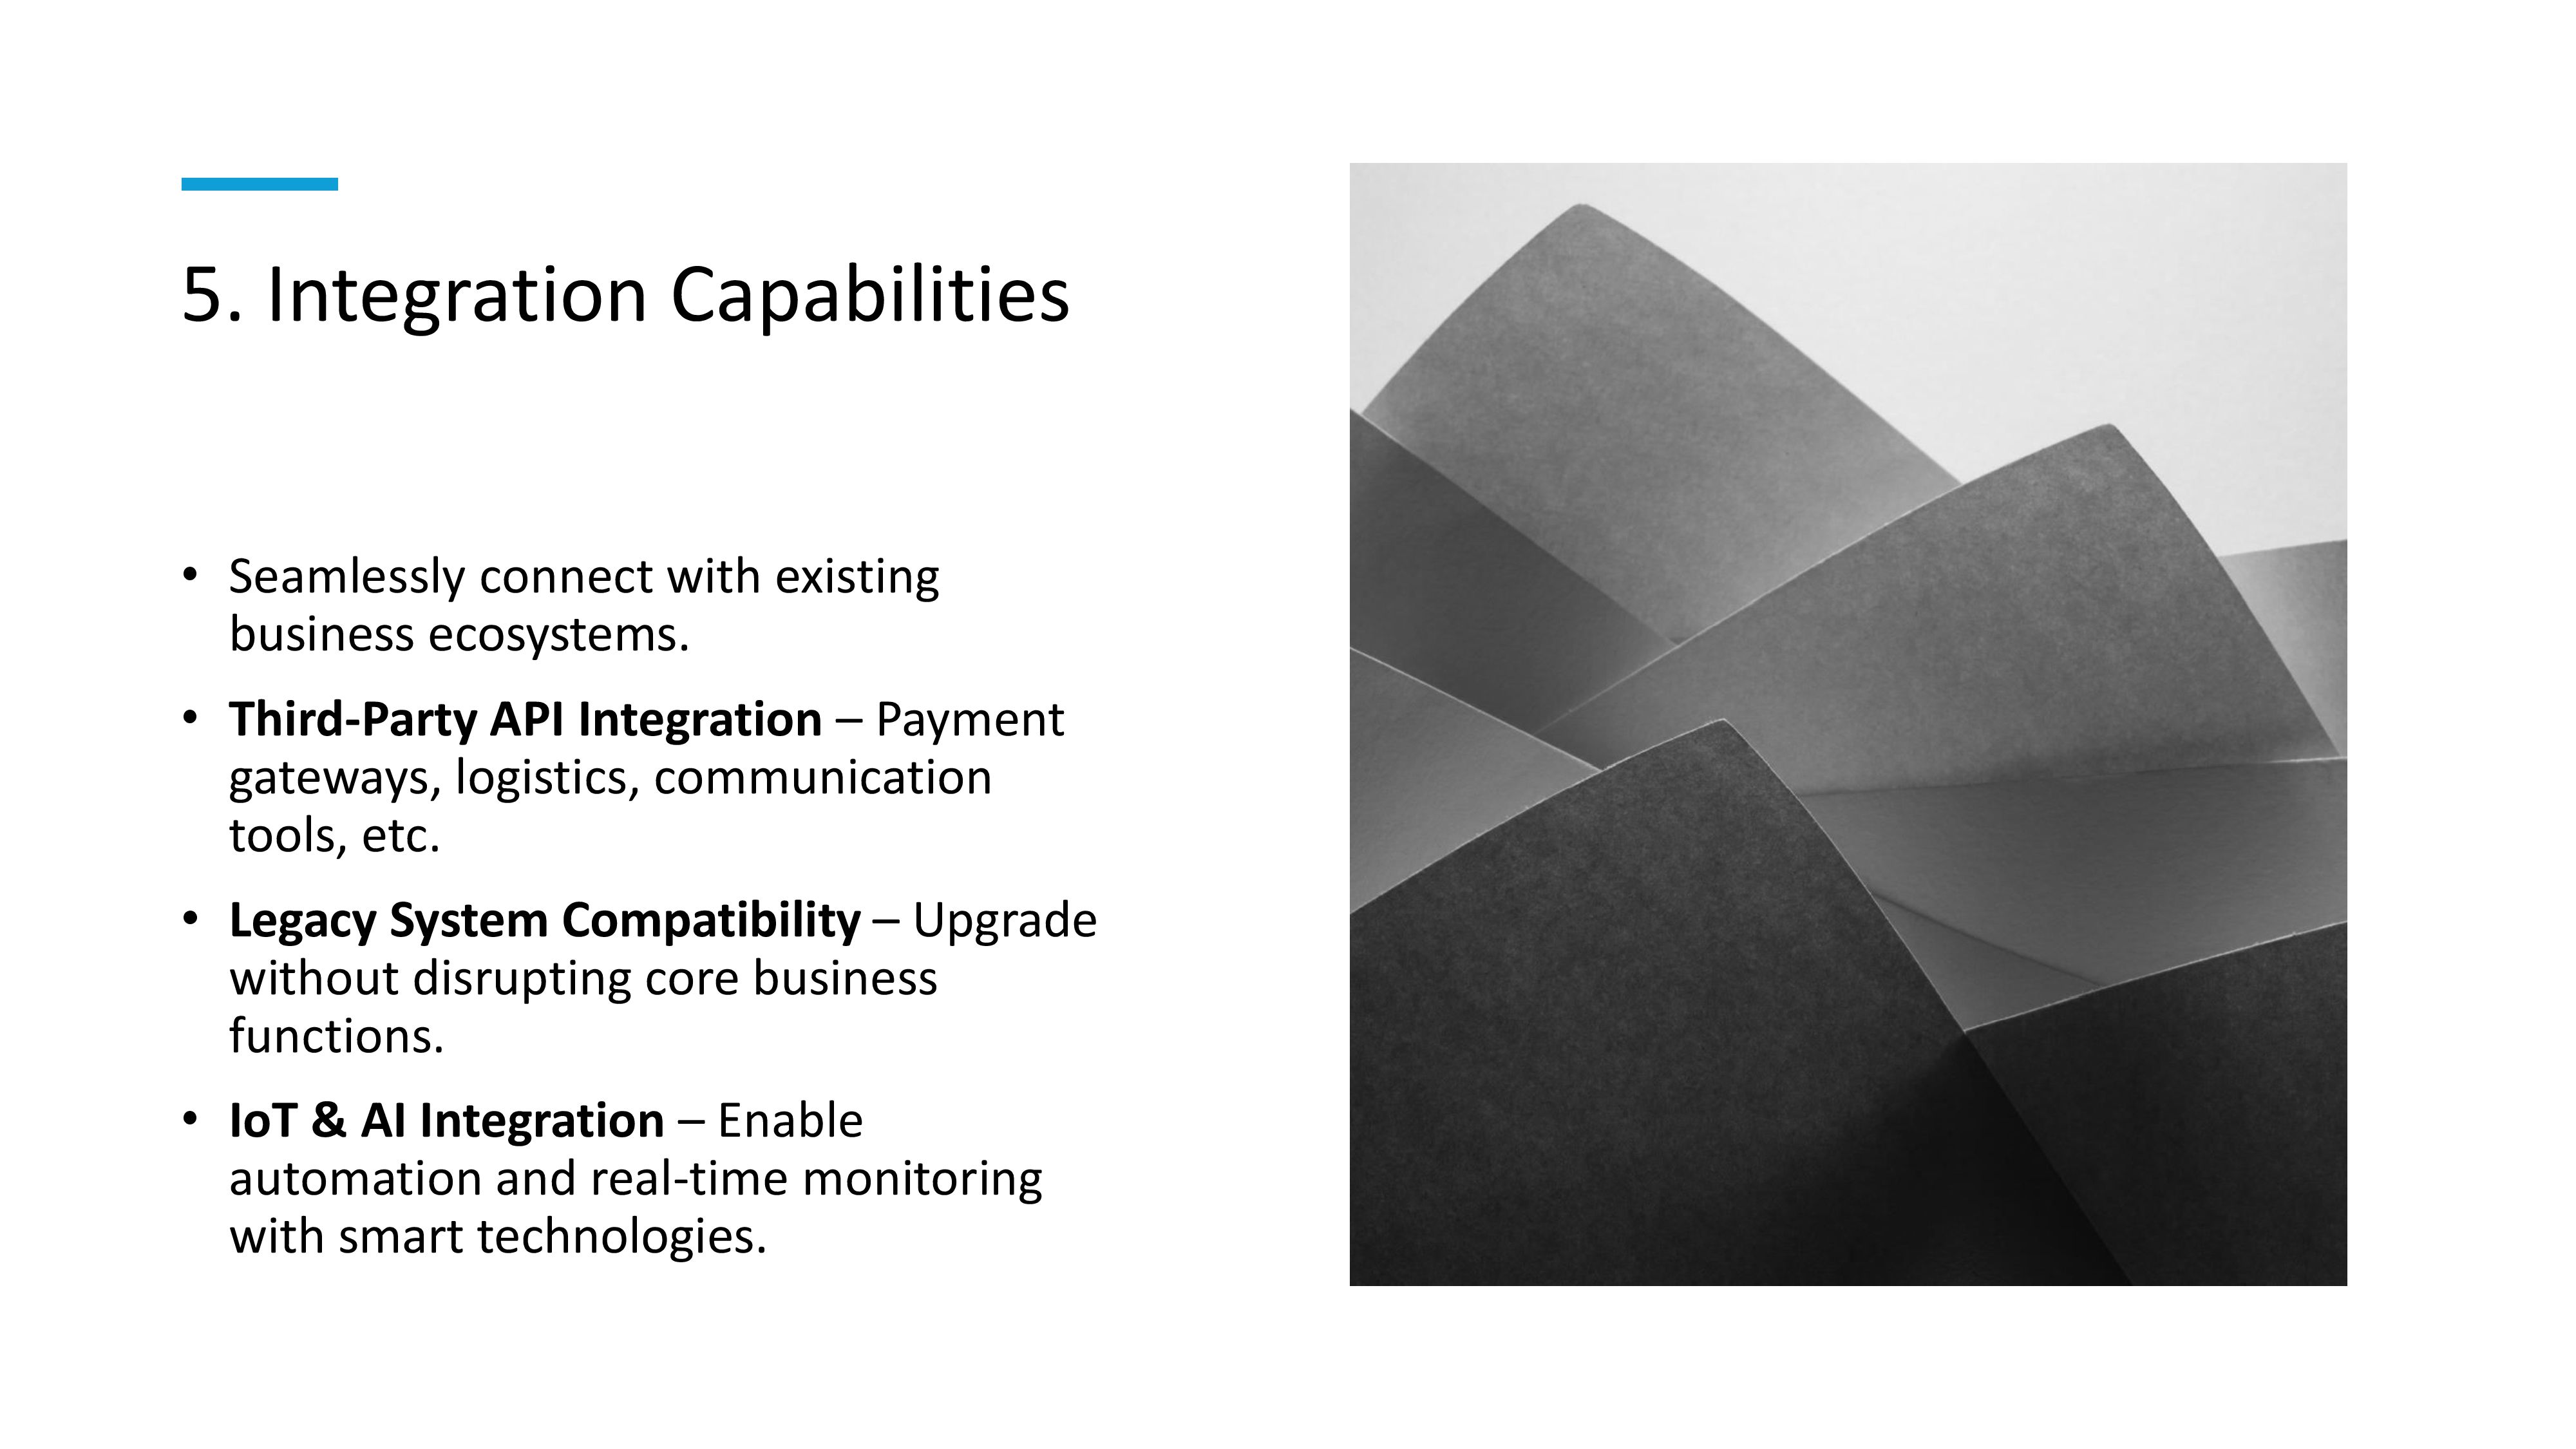 5. Integration Capabilities
• Seamlessly connect with existing
business ecosystems.
• Third-Party API Integration – Payment
gateways, logistics, communication
tools, etc.
• Legacy System Compatibility – Upgrade
without disrupting core business
functions.
• IoT & AI Integration – Enable
automation and real-time monitoring
with smart technologies.